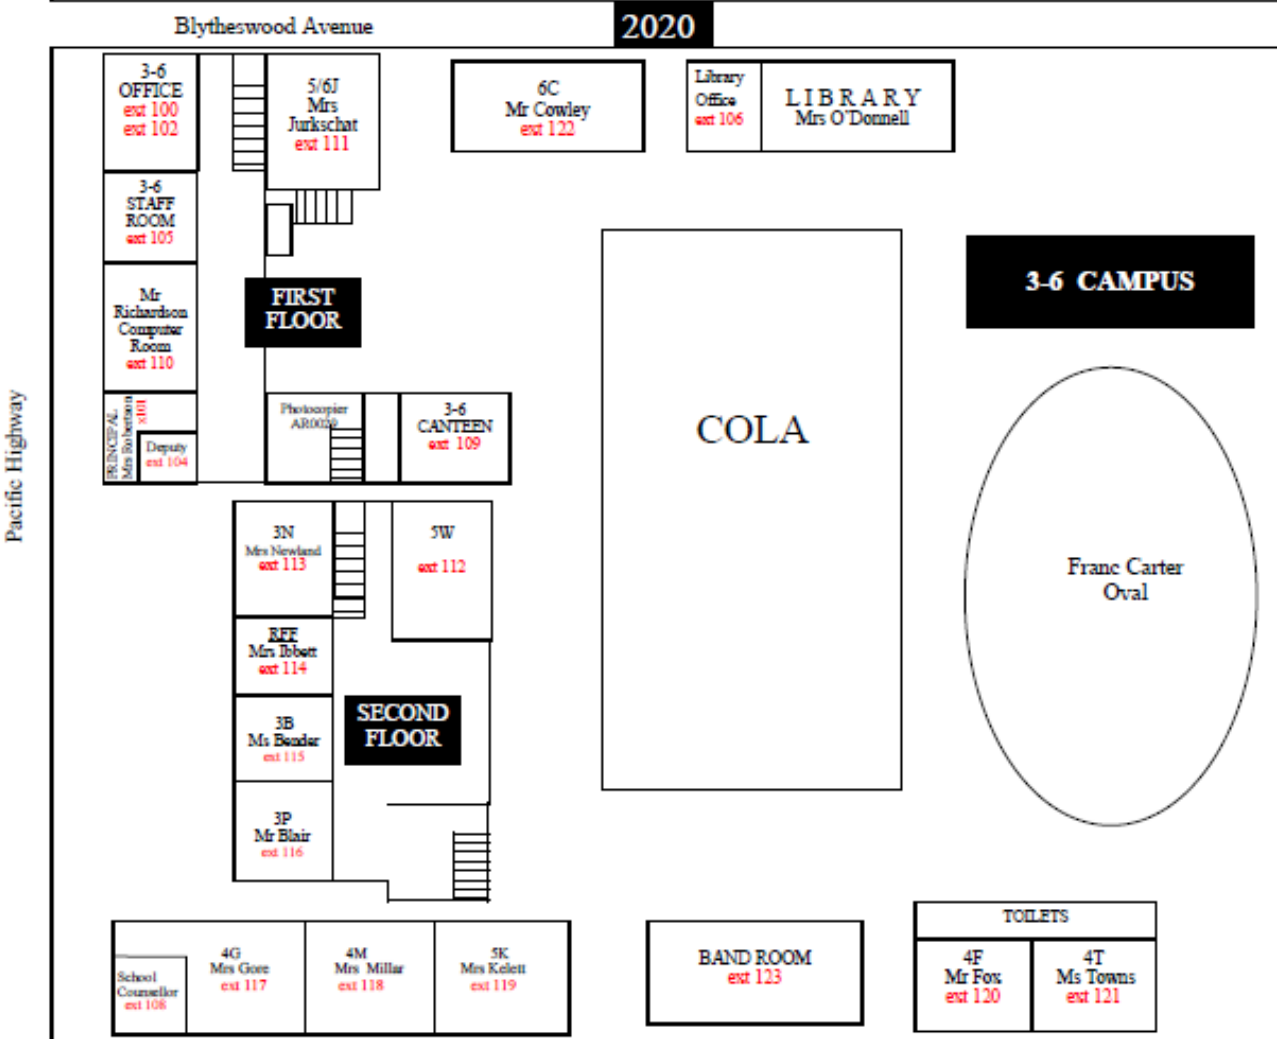 Blytheswood Avenue
2020
3-6
OFFICE
ext 100
ext 102
5/6J
Mrs
Jurkschat
ext 111
6C
Mr Cowley
ext 122
Library
Office
ext 106
LIBRARY
Mrs O'Donnell
3-6
STAFF
ROOM
ext 105
3-6 CAMPUS
Mr
Richardson
Computer
Room
ext 110
FIRST
FLOOR
Pacific Highway
PRINCIPAL
Mrs Robertson
x101
Deputy
ext 104
Photocopier
AR0020
3-6
CANTEEN
ext 109
COLA
3N
Mrs Newland
ext 113
5W
ext 112
Franc Carter
Oval
RFF
Mrs Ibbett
ext 114
3B
Ms Bender
ext 115
SECOND
FLOOR
3P
Mr Blair
ext 116
School
Counsellor
ext 108
4G
Mrs Gore
ext 117
4M
Mrs Millar
ext 118
5K
Mrs Kelett
ext 119
BAND ROOM
ext 123
TOILETS
4F
Mr Fox
ext 120
4T
Ms Towns
ext 121